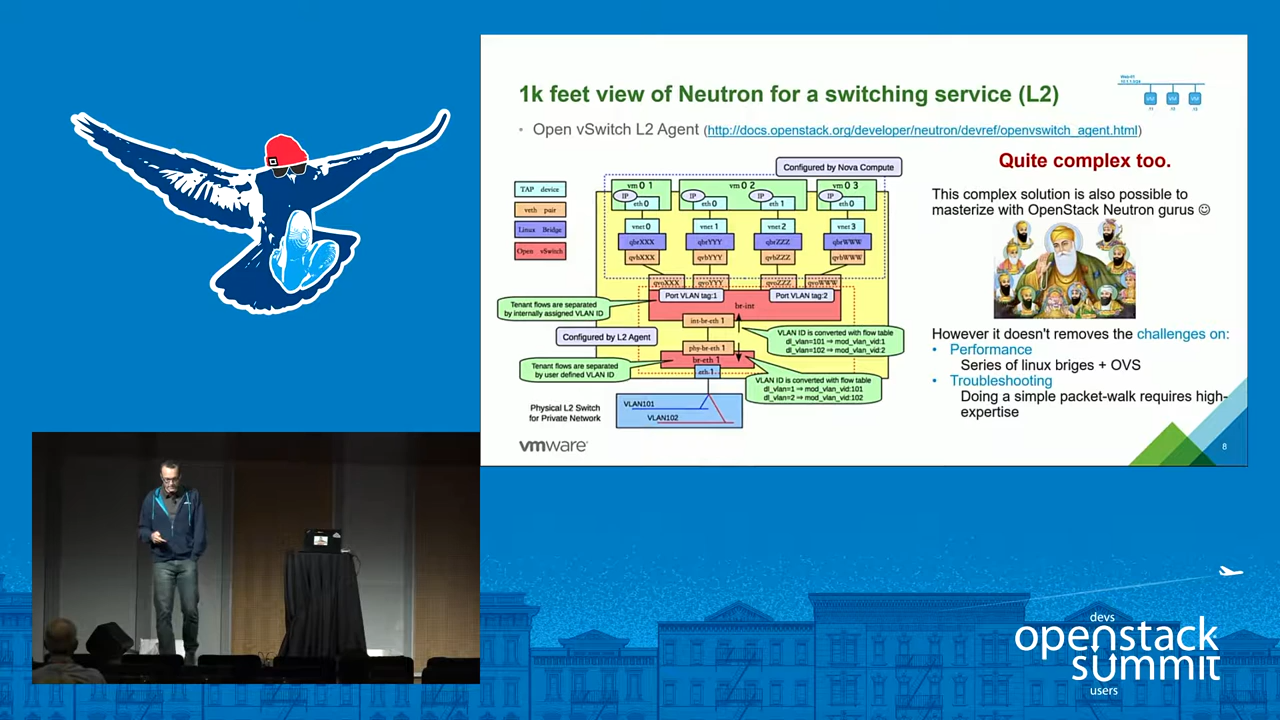 1k feet view of Neutron for a switching service (L2)
• Open vSwitch L2 Agent (http://docs.openstack.org/developer/neutron/devref/openvswitch_agent.html)
Quite complex too.
This complex solution is also possible to
masterize with OpenStack Neutron gurus ☺
However it doesn't removes the challenges on:
• Performance
Series of linux briges + OVS
• Troubleshooting
Doing a simple packet-walk requires high-
expertise
Configured by Nova Compute
TAP device
veth pair
Linux Bridge
Open vSwitch
vm 0 1
vm 0 2
vm 0 3
IP
IP
IP
IP
eth 0
eth 0
eth 1
eth 0
vnet 0
vnet 1
vnet 2
vnet 3
qbrXXX
qbrYYY
qbrZZZ
qbrWWW
qvbXXX
qvbYYY
qvbZZZ
qvbWWW
qvoXXX
qvoYYY
qvoZZZ
qvoWWW
Port VLAN tag:1
Port VLAN tag:2
br-int
Tenant flows are separated
by internally assigned VLAN ID
int-br-eth 1
Configured by L2 Agent
VLAN ID is converted with flow table
dl_vlan=101 ⇒ mod_vlan_vid:1
dl_vlan=102 ⇒ mod_vlan_vid:2
phy-br-eth 1
br-eth 1
Tenant flows are separated
by user defined VLAN ID
eth 1
VLAN ID is converted with flow table
dl_vlan=1 ⇒ mod_vlan_vid:101
dl_vlan=2 ⇒ mod_vlan_vid:102
Physical L2 Switch
for Private Network
VLAN101
VLAN102
vmware
8
devs
openstack
summit
users